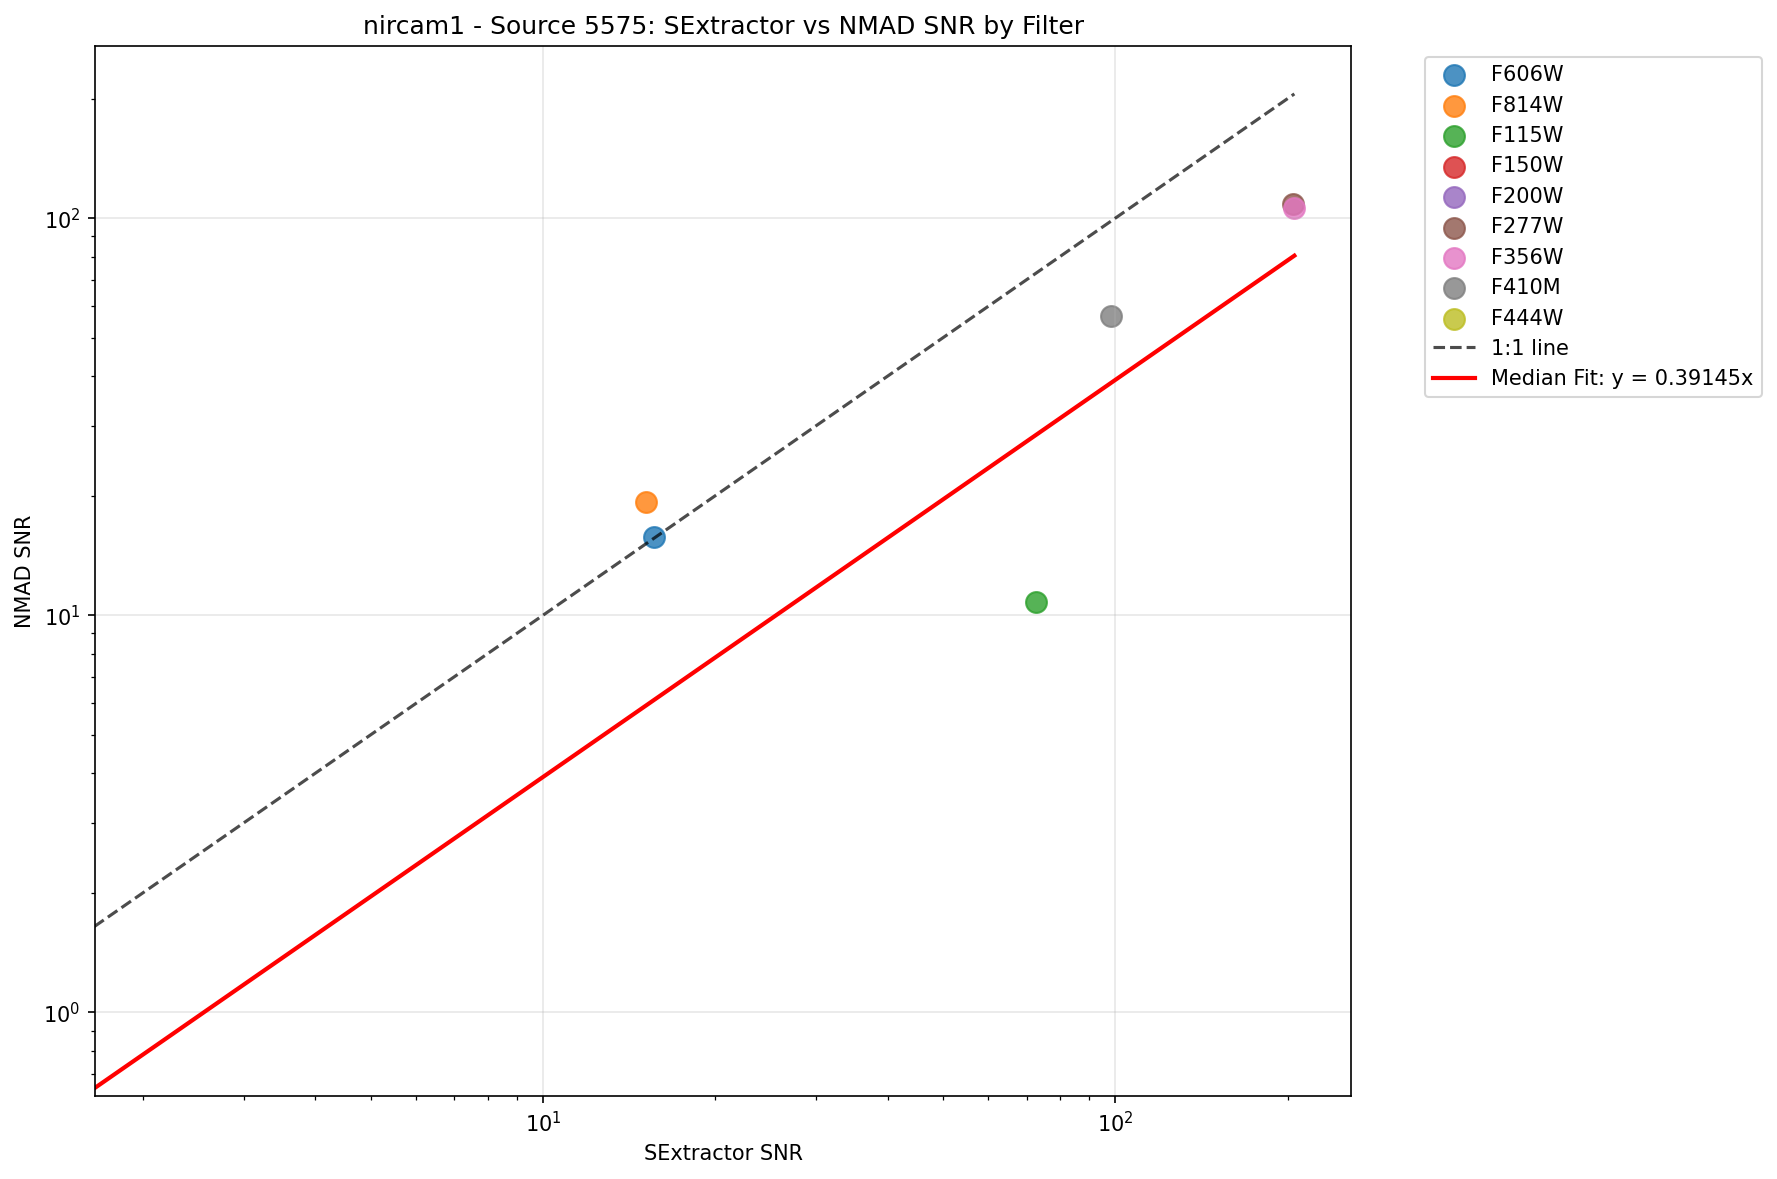 nircam1 - Source 5575: SExtractor vs NMAD SNR by Filter
F606W
F814W
F115W
F150W
F200W
F277W
F356W
F410M
F444W
1:1 line
Median Fit: y = 0.39145x
NMAD SNR
10²
10¹
10⁰
10¹
10²
SExtractor SNR